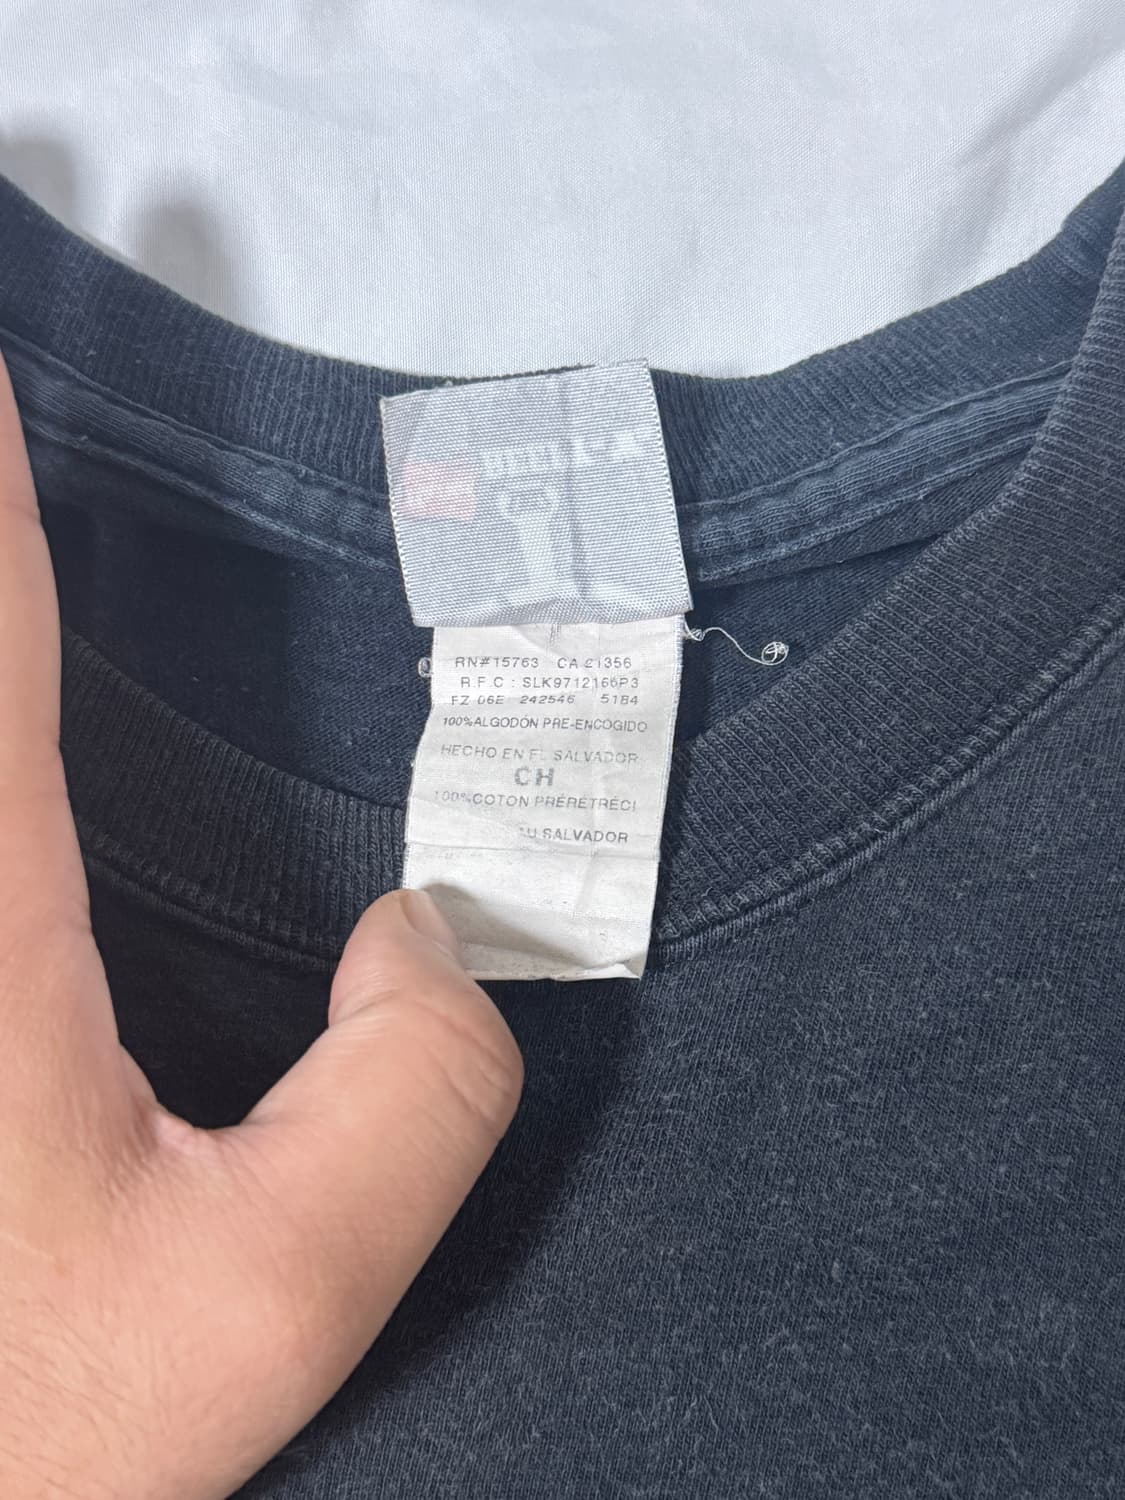 RN#15763 CA 21356
R.F.C : SLK9712166P3
FZ 06E 242546 5184
100%ALGODÓN PRE-ENCOGIDO
HECHO EN EL SALVADOR
CH
100%COTON PRÉRÉTRÉCI
AU SALVADOR